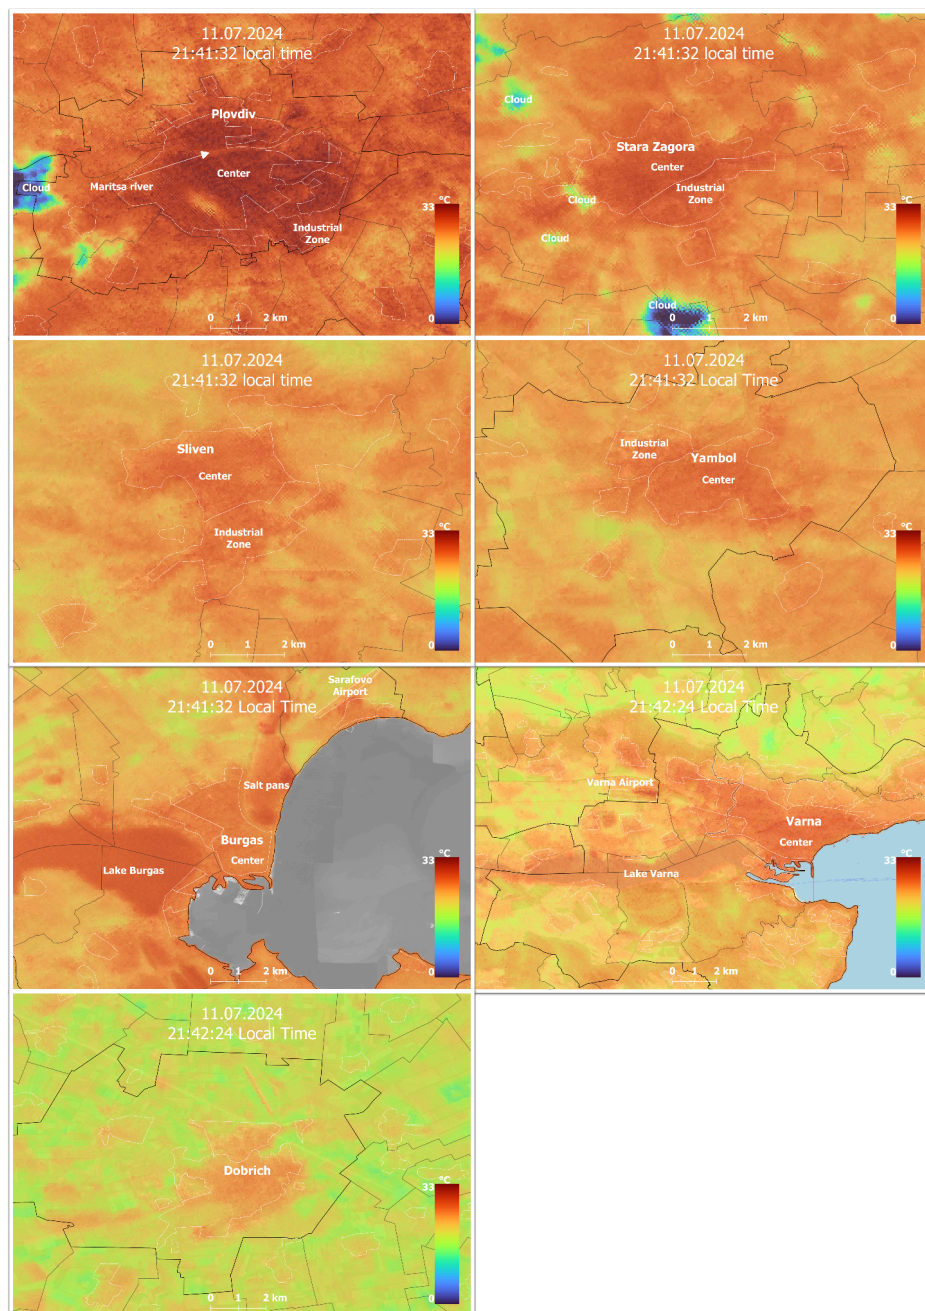 11.07.2024
21:41:32 local time
Plovdiv
Cloud
Maritsa river
Center
Industrial
Zone
°C
33
0
0 1 2 km
11.07.2024
21:41:32 local time
Cloud
Stara Zagora
Center
Cloud
Industrial
Zone
Cloud
Cloud
°C
33
0
0 1 2 km
11.07.2024
21:41:32 local time
Sliven
Center
Industrial
Zone
°C
33
0
0 1 2 km
11.07.2024
21:41:32 Local Time
Industrial
Zone
Yambol
Center
°C
33
0
0 1 2 km
11.07.2024
21:41:32 Local Time
Sarafovo
Airport
Salt pans
Burgas
Center
Lake Burgas
°C
33
0
0 1 2 km
11.07.2024
21:42:24 Local Time
Varna Airport
Varna
Center
Lake Varna
°C
33
0
0 1 2 km
11.07.2024
21:42:24 Local Time
Dobrich
°C
33
0
0 1 2 km